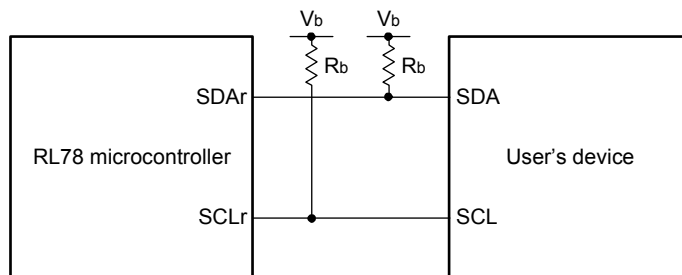 Vb Vb
Rb Rb
SDAr SDA
RL78 microcontroller User's device
SCLr SCL